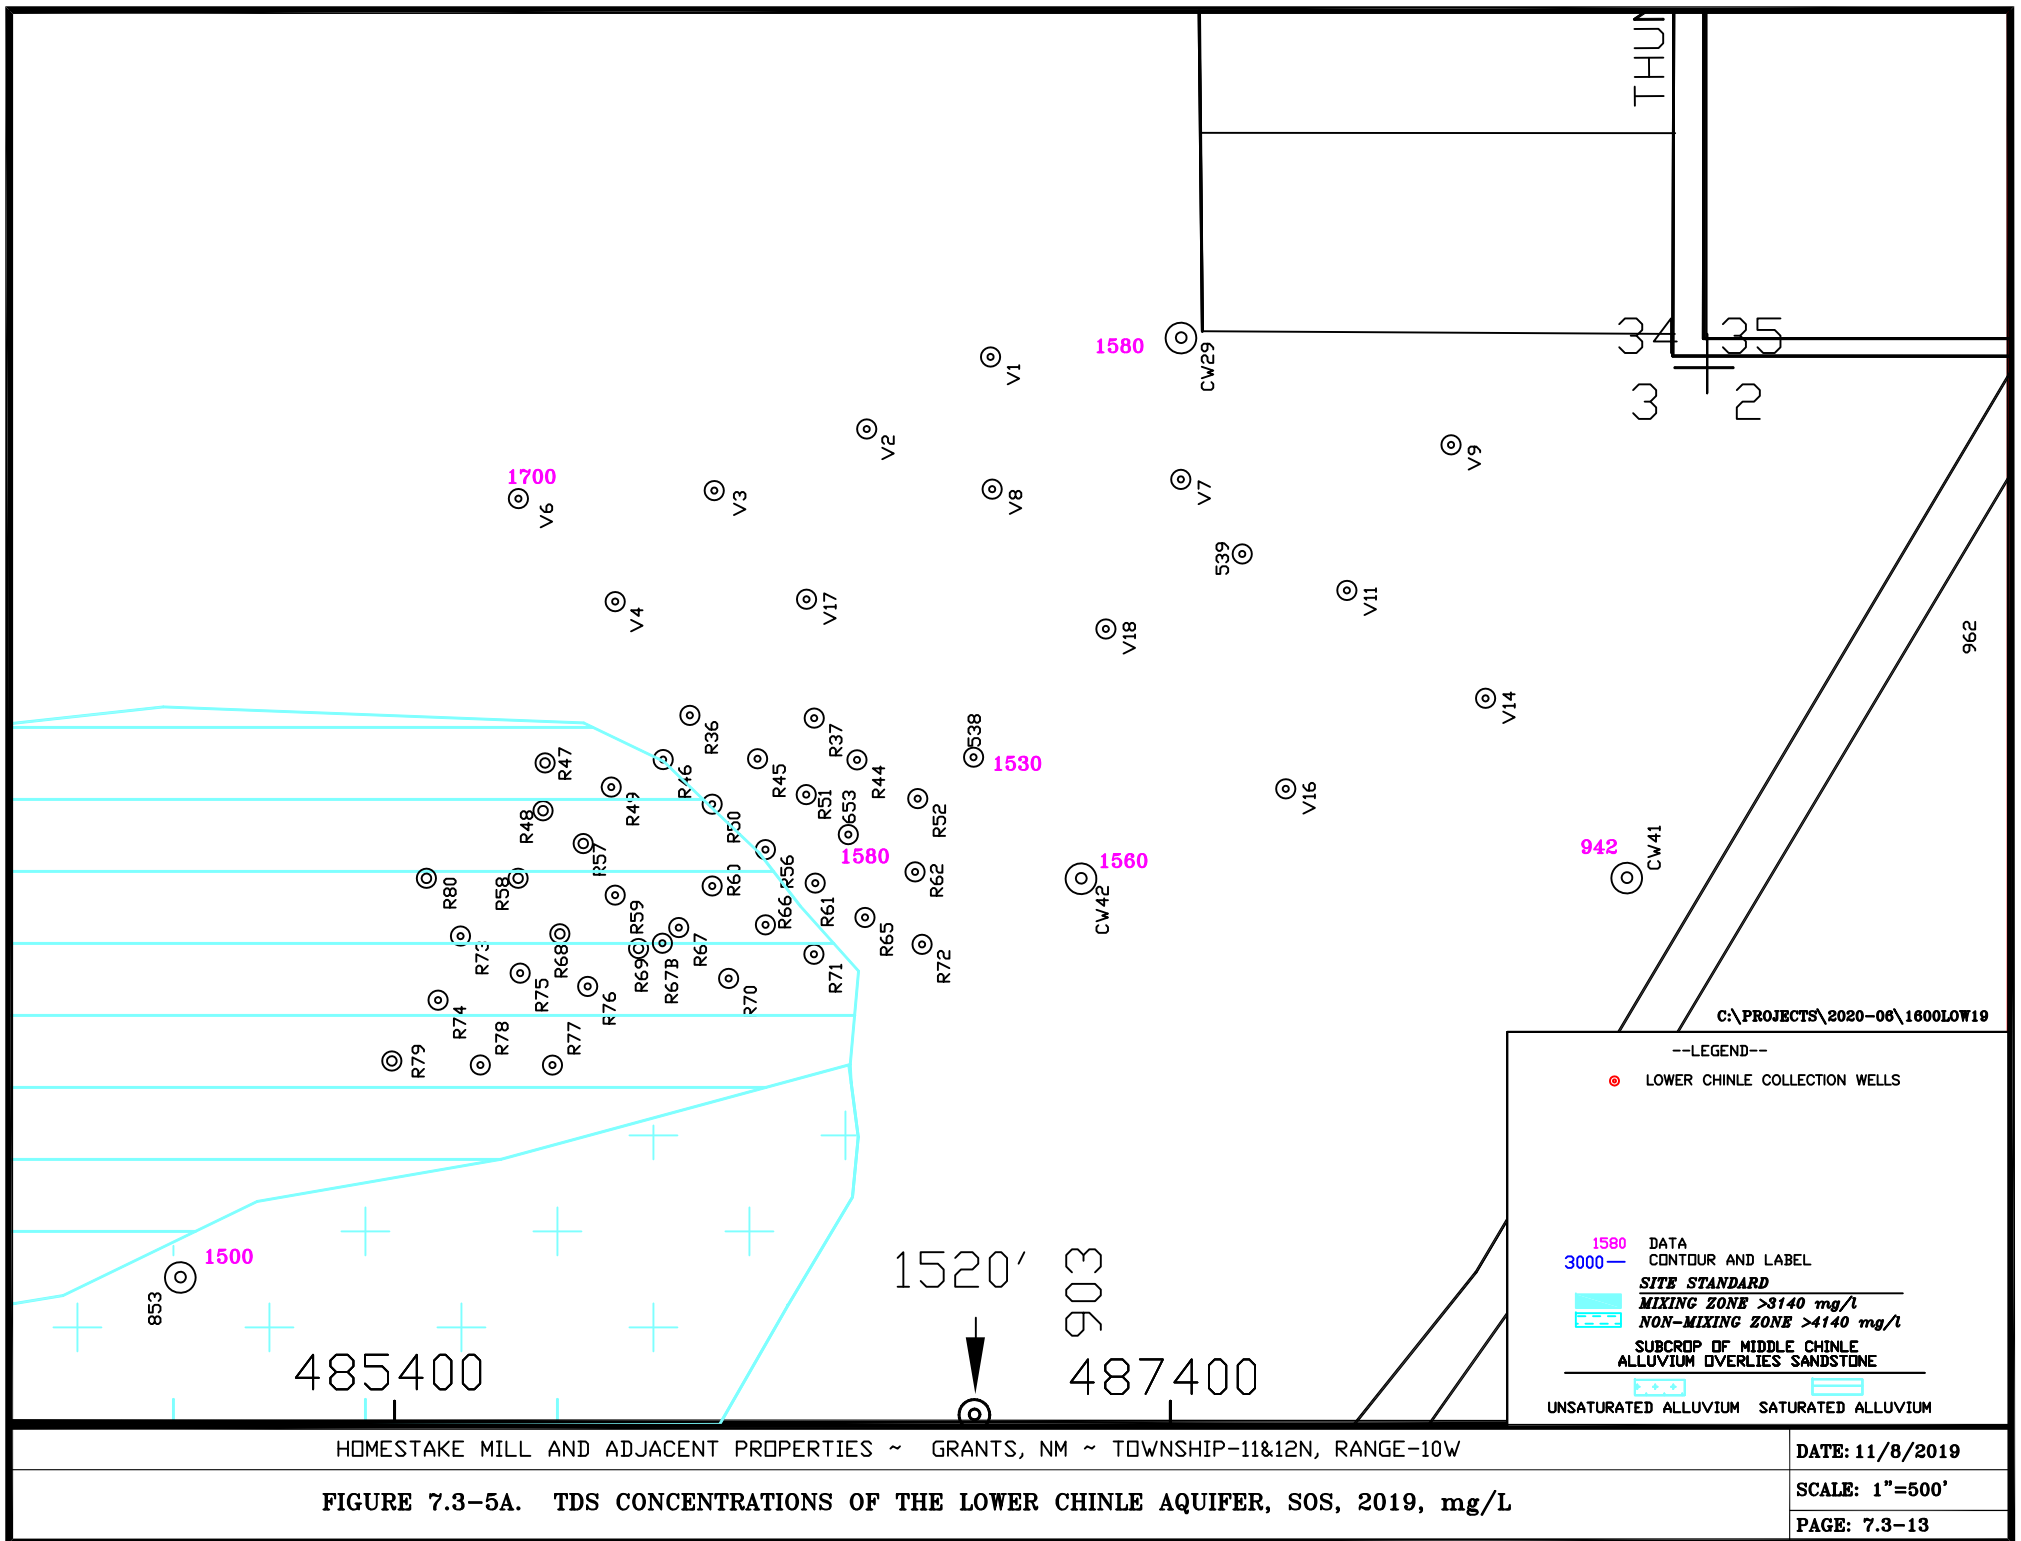 THUN
34 35
3 2
1580
CW29
V1
V2
V9
1700
V6
V3
V8
V7
539
V11
V4
V17
V18
962
V14
R36
R37
538
1530
R47
R46
R45
R44
R49
R51
653
R52
V16
R48
R50
1580
R57
R56
R62
1560
CW42
942
CW41
R80
R58
R59
R60
R61
R66
R65
R72
R73
R68
R69
R67B
R67
R71
R75
R76
R70
R74
R78
R77
R79
C:\PROJECTS\2020-06\1600LOW19
--LEGEND--
LOWER CHINLE COLLECTION WELLS
1580 DATA
3000— CONTOUR AND LABEL
SITE STANDARD
MIXING ZONE >3140 mg/l
NON-MIXING ZONE >4140 mg/l
SUBCROP OF MIDDLE CHINLE
ALLUVIUM OVERLIES SANDSTONE
UNSATURATED ALLUVIUM SATURATED ALLUVIUM
1500
853
1520'
903
485400
487400
HOMESTAKE MILL AND ADJACENT PROPERTIES ~ GRANTS, NM ~ TOWNSHIP-11&12N, RANGE-10W
DATE: 11/8/2019
FIGURE 7.3-5A. TDS CONCENTRATIONS OF THE LOWER CHINLE AQUIFER, SOS, 2019, mg/L
SCALE: 1"=500'
PAGE: 7.3-13